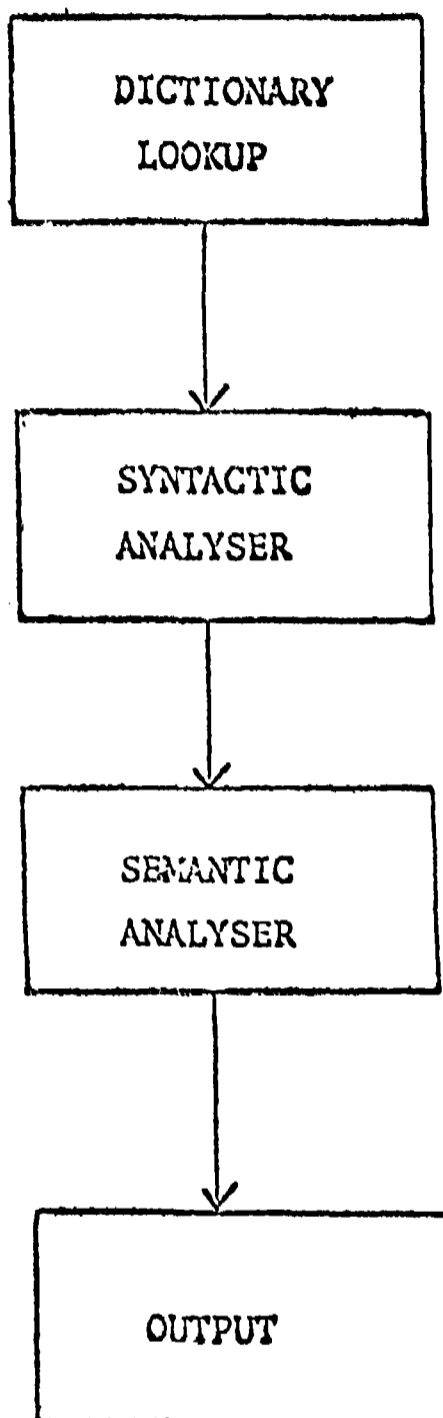 DICTIONARY
LOOKUP
SYNTACTIC
ANALYSER
SEMANTIC
ANALYSER
OUTPUT